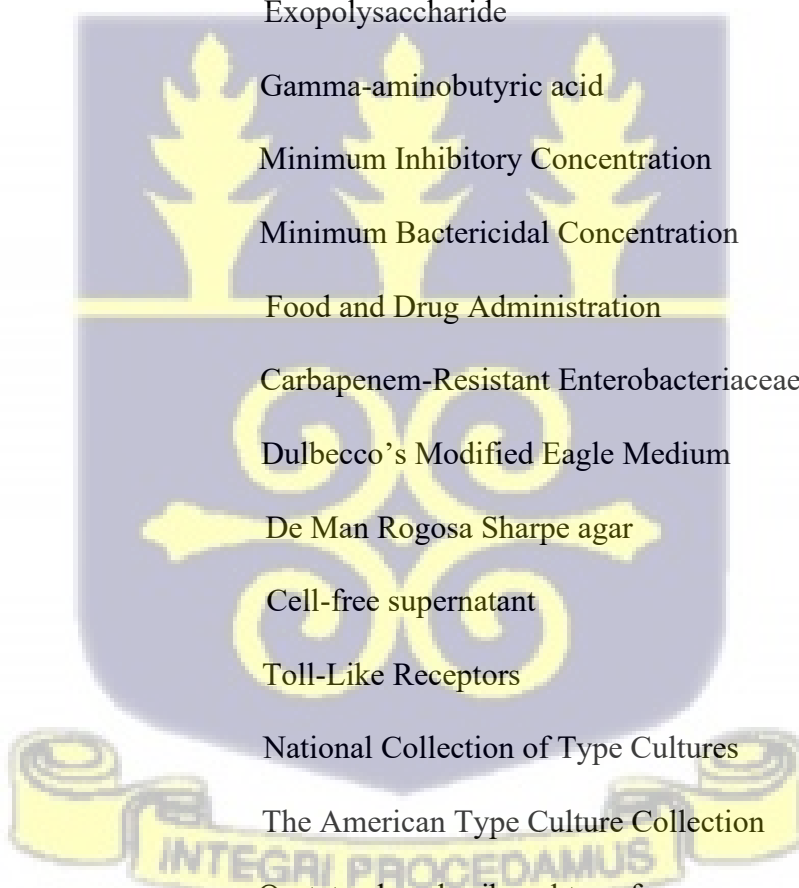 Exopolysaccharide
Gamma-aminobutyric acid
Minimum Inhibitory Concentration
Minimum Bactericidal Concentration
Food and Drug Administration
Carbapenem-Resistant Enterobacteriaceae
Dulbecco’s Modified Eagle Medium
De Man Rogosa Sharpe agar
Cell-free supernatant
Toll-Like Receptors
National Collection of Type Cultures
The American Type Culture Collection
INTEGRI PROCEDAMUS